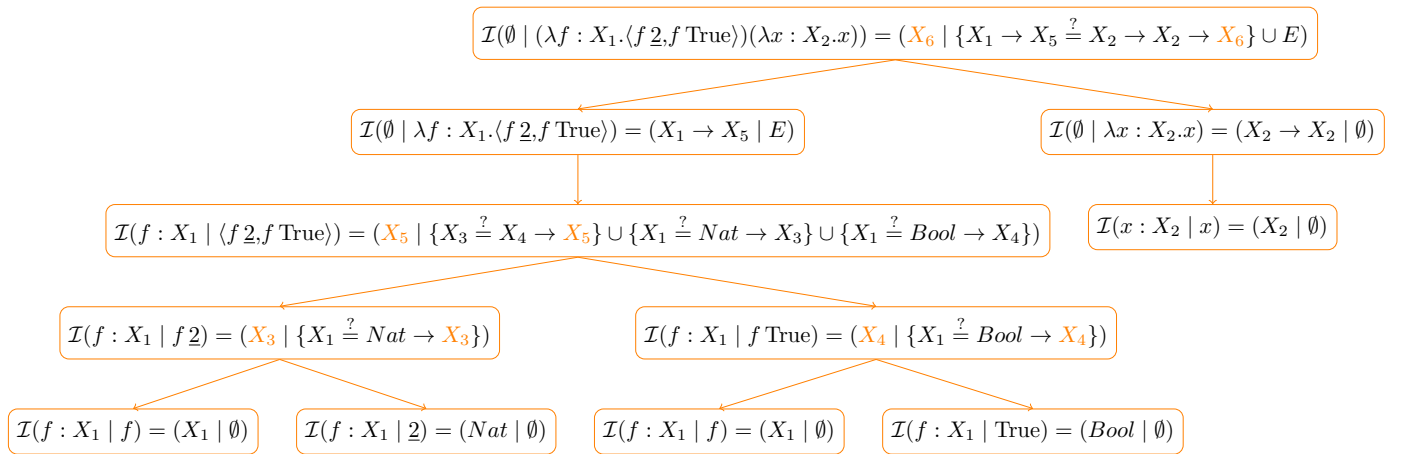 𝓘(∅ | (λf : X₁.⟨f 2̲,f True⟩)(λx : X₂.x)) = (X₆ | {X₁ → X₅ ≟ X₂ → X₂ → X₆} ∪ E)
𝓘(∅ | λf : X₁.⟨f 2̲,f True⟩) = (X₁ → X₅ | E)
𝓘(∅ | λx : X₂.x) = (X₂ → X₂ | ∅)
𝓘(f : X₁ | ⟨f 2̲,f True⟩) = (X₅ | {X₃ ≟ X₄ → X₅} ∪ {X₁ ≟ Nat → X₃} ∪ {X₁ ≟ Bool → X₄})
𝓘(x : X₂ | x) = (X₂ | ∅)
𝓘(f : X₁ | f 2̲) = (X₃ | {X₁ ≟ Nat → X₃})
𝓘(f : X₁ | f True) = (X₄ | {X₁ ≟ Bool → X₄})
𝓘(f : X₁ | f) = (X₁ | ∅)
𝓘(f : X₁ | 2̲) = (Nat | ∅)
𝓘(f : X₁ | f) = (X₁ | ∅)
𝓘(f : X₁ | True) = (Bool | ∅)